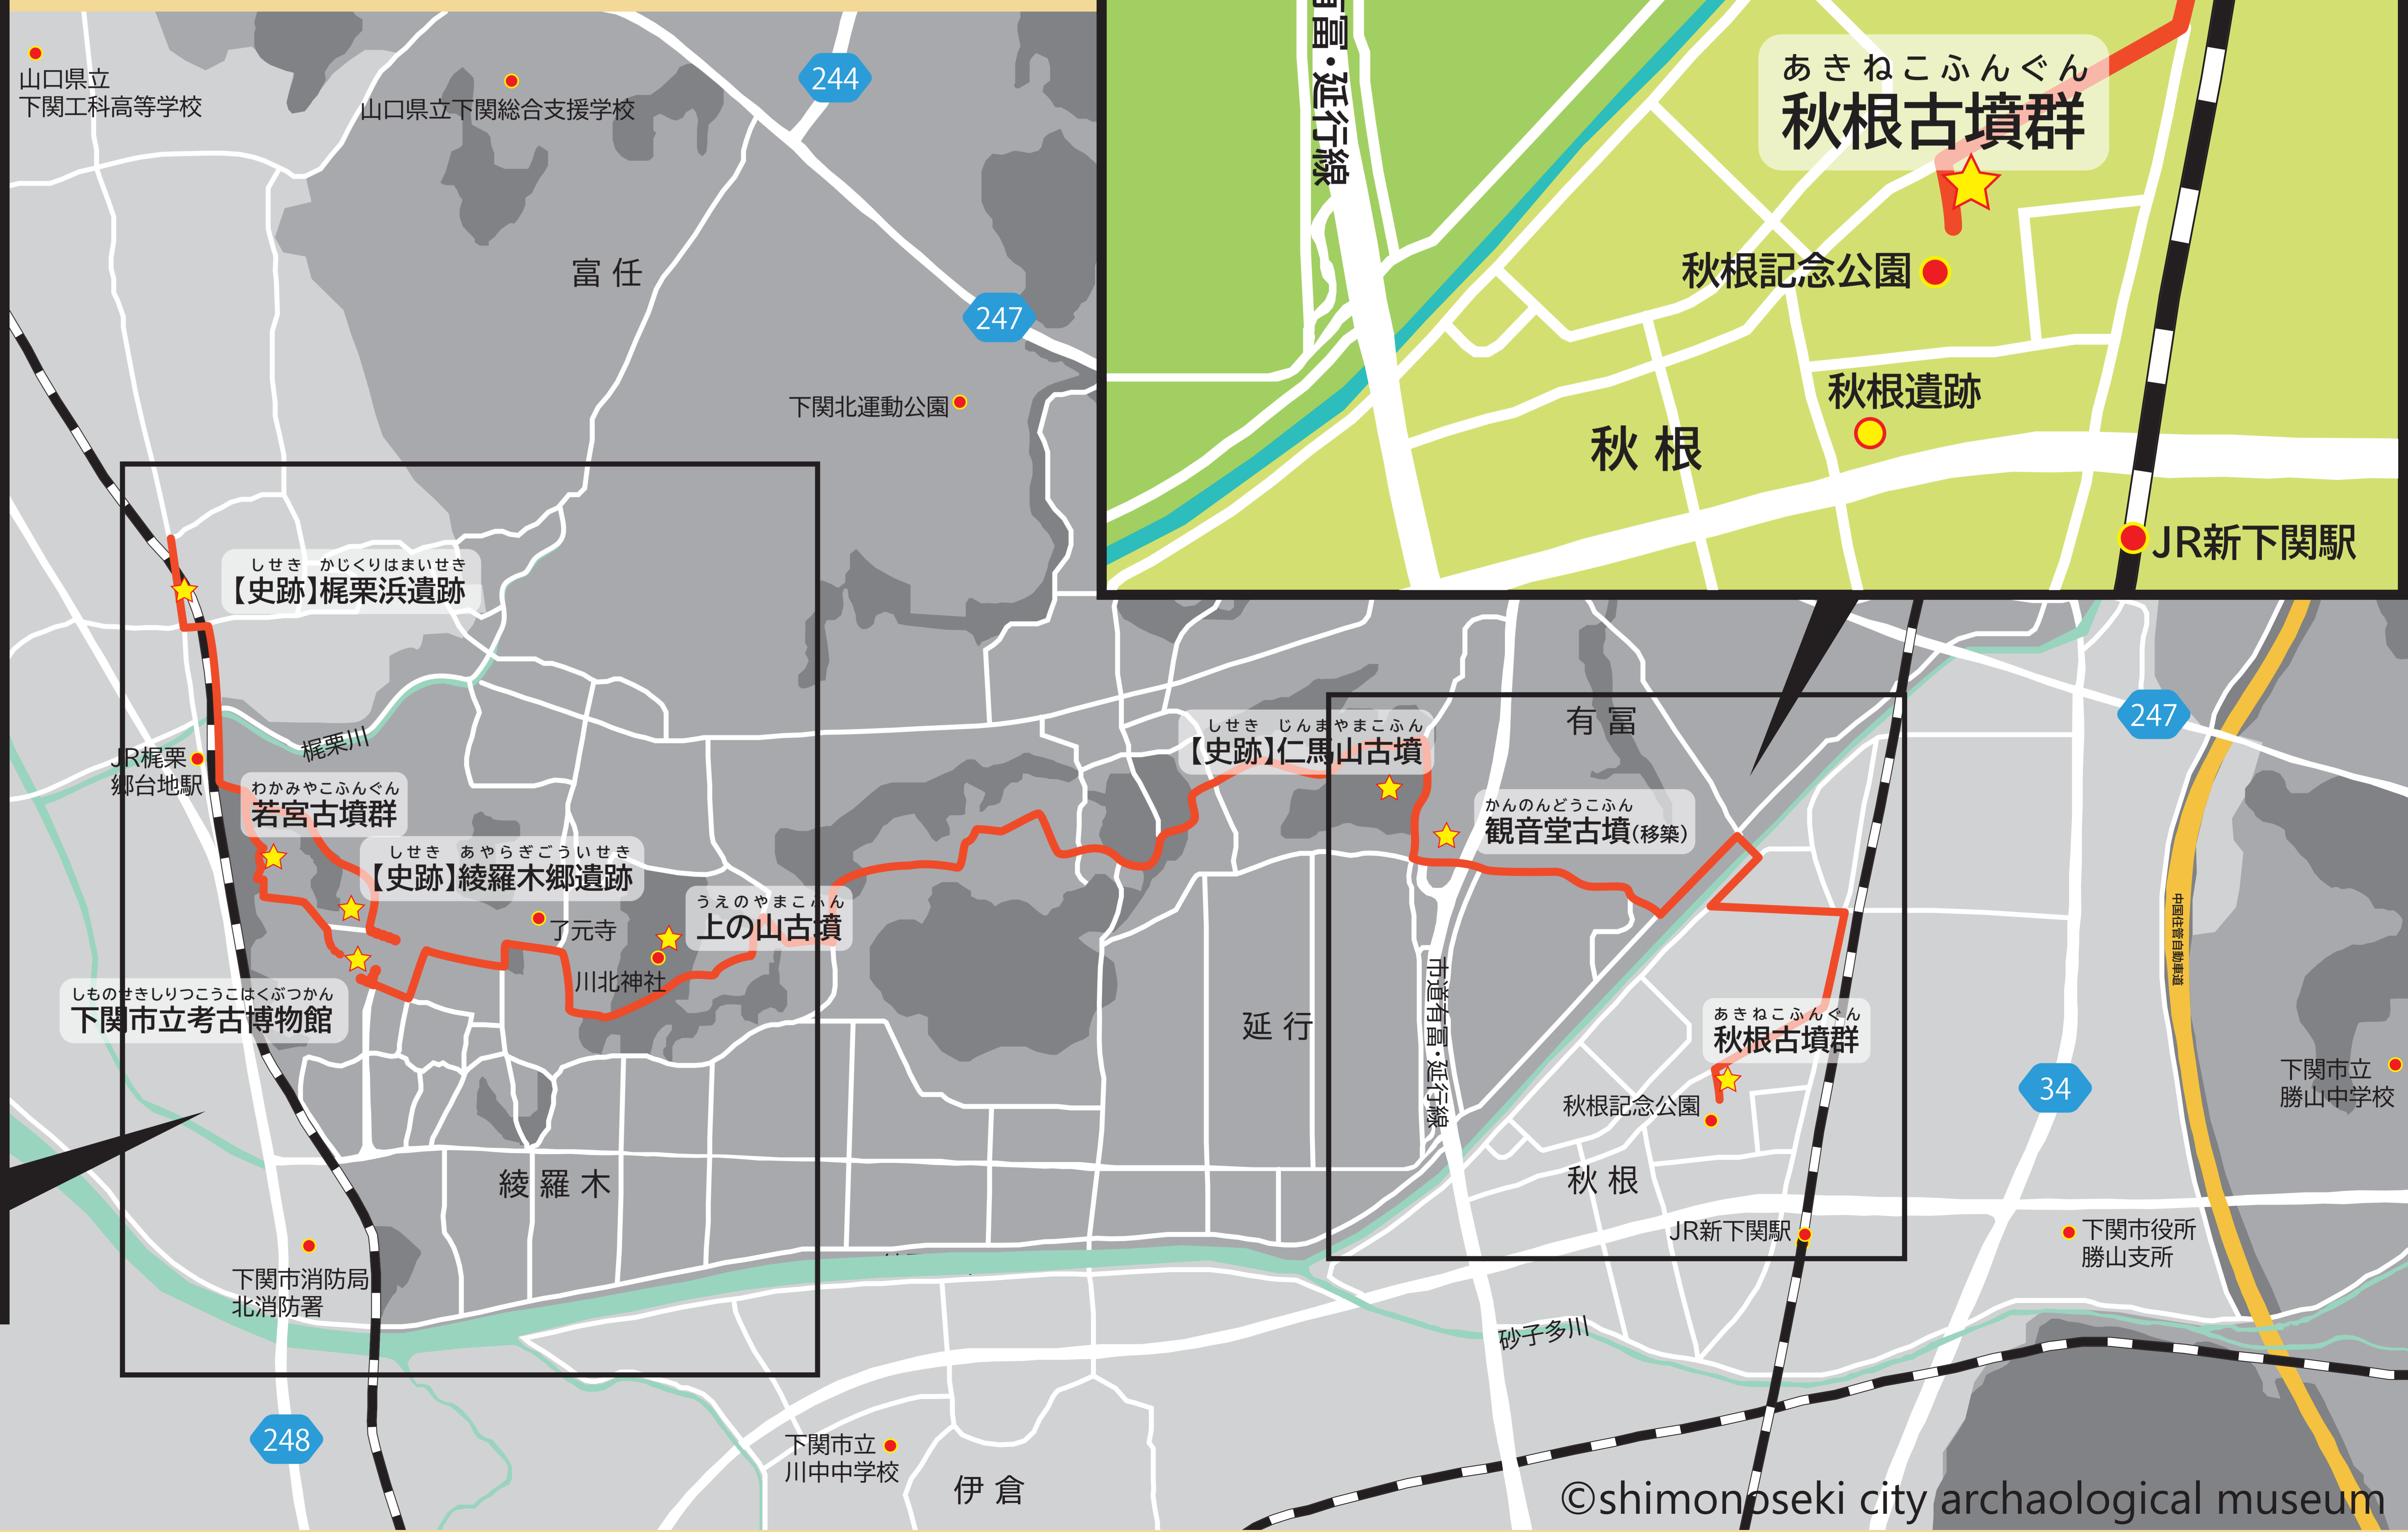 山口県立
下関工科高等学校
山口県立下関総合支援学校
244
富任
247
下関北運動公園
富・延行線
あきねこふんぐん
秋根古墳群
秋根記念公園
秋根遺跡
秋根
JR新下関駅
しせき かじくりはまいせき
【史跡】梶栗浜遺跡
梶栗川
JR梶栗
郷台地駅
わかみやこふんぐん
若宮古墳群
しせき あやらぎごういせき
【史跡】綾羅木郷遺跡
了元寺
うえのやまこふん
上の山古墳
川北神社
しものせきしりつこうこはくぶつかん
下関市立考古博物館
しせき じんまやまこふん
【史跡】仁馬山古墳
有冨
かんのんどうこふん
観音堂古墳(移築)
247
中国住管自動車道
市道有富・延行線
延行
あきねこふんぐん
秋根古墳群
秋根記念公園
34
下関市立
勝山中学校
綾羅木
秋根
JR新下関駅
下関市役所
勝山支所
下関市消防局
北消防署
砂子多川
248
下関市立
川中中学校
伊倉
©shimonoseki city archaological museum